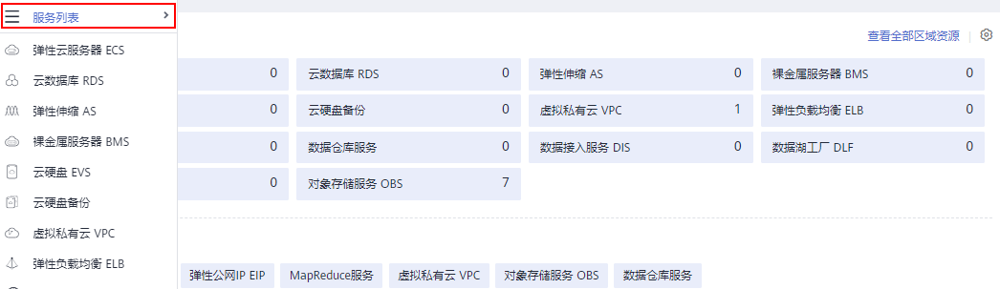 服务列表
查看全部区域资源
弹性云服务器 ECS
云数据库 RDS
弹性伸缩 AS
裸金属服务器 BMS
云硬盘 EVS
云硬盘备份
虚拟私有云 VPC
弹性负载均衡 ELB
0 云数据库 RDS 0 弹性伸缩 AS 0 裸金属服务器 BMS 0
0 云硬盘备份 0 虚拟私有云 VPC 1 弹性负载均衡 ELB 0
0 数据仓库服务 0 数据接入服务 DIS 0 数据湖工厂 DLF 0
0 对象存储服务 OBS 7
弹性公网IP EIP MapReduce服务 虚拟私有云 VPC 对象存储服务 OBS 数据仓库服务